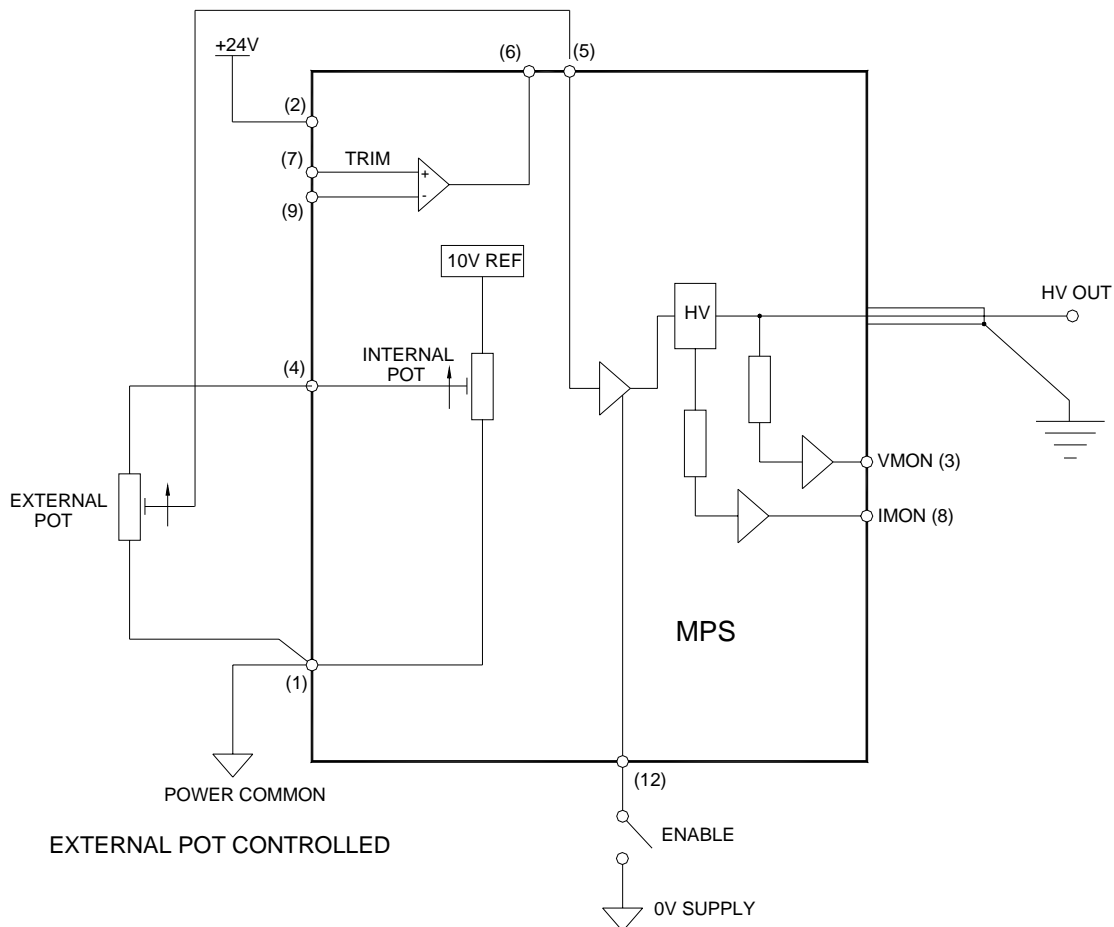 +24V
(6)
(5)
(2)
(7)
TRIM
+
-
(9)
10V REF
HV
HV OUT
INTERNAL
POT
(4)
VMON (3)
EXTERNAL
POT
IMON (8)
MPS
(1)
(12)
POWER COMMON
ENABLE
EXTERNAL POT CONTROLLED
0V SUPPLY